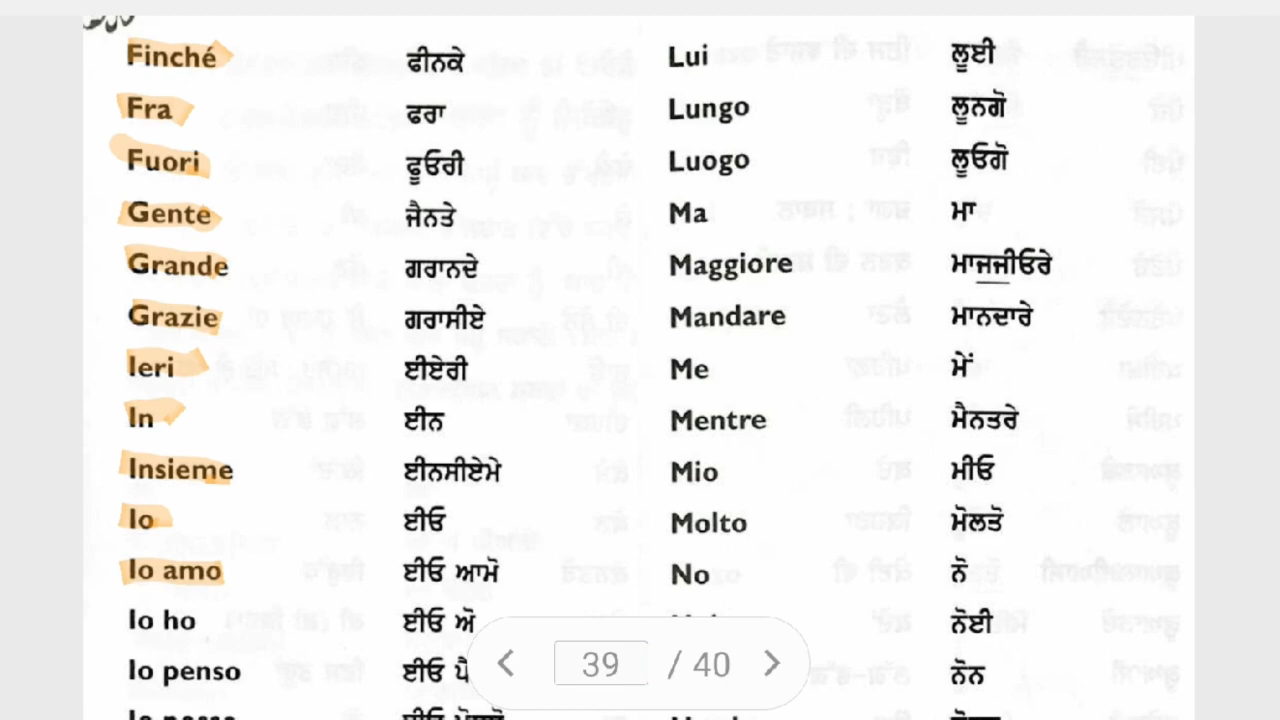 Finché ਫੀਨਕੇ Lui ਲੂਈ
Fra ਫਰਾ Lungo ਲੂਨਗੋ
Fuori ਫੂਓਰੀ Luogo ਲੂਓਗੋ
Gente ਜੈਨਤੇ Ma ਮਾ
Grande ਗਰਾਨਦੇ Maggiore ਮਾਜਜੀਓਰੇ
Grazie ਗਰਾਸੀਏ Mandare ਮਾਨਦਾਰੇ
Ieri ਈਏਰੀ Me ਮੇਂ
In ਈਨ Mentre ਮੈਨਤਰੇ
Insieme ਈਨਸੀਏਮੇ Mio ਮੀਓ
Io ਈਓ Molto ਮੋਲਤੋ
Io amo ਈਓ ਆਮੋ No ਨੋ
Io ho ਈਓ ਅੋ ਨੋਈ
Io penso ਈਓ ਨੋਨ
39 / 40